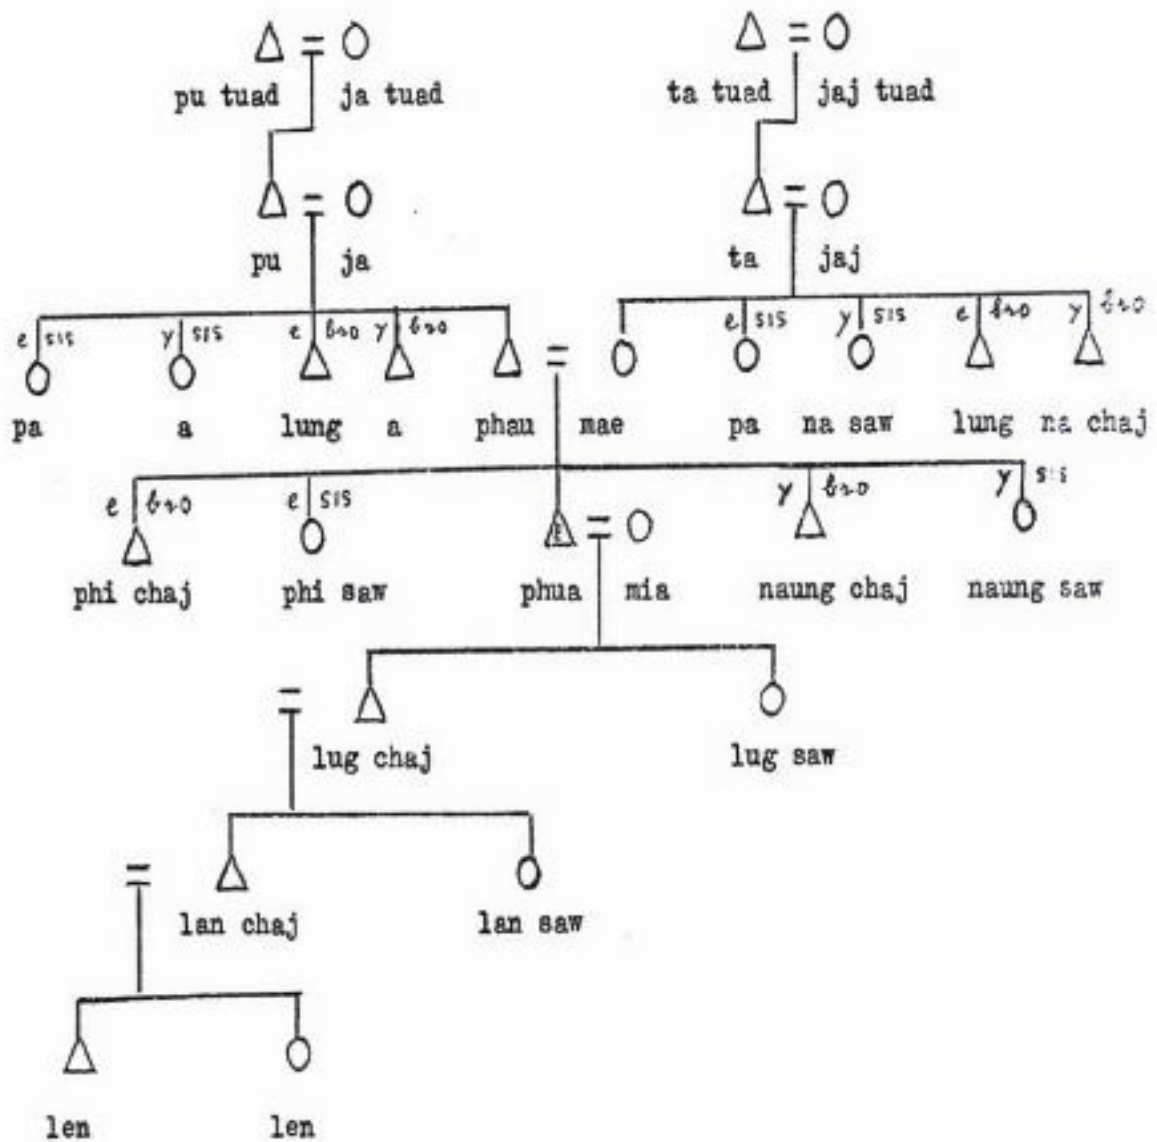 pu tuad ja tuad ta tuad jaj tuad
pu ja ta jaj
e sis y sis e bro y bro e sis y sis e bro y bro
pa a lung a phau mae pa na saw lung na chaj
e bro e sis y bro y sis
phi chaj phi saw phua mia naung chaj naung saw
lug chaj lug saw
lan chaj lan saw
len len